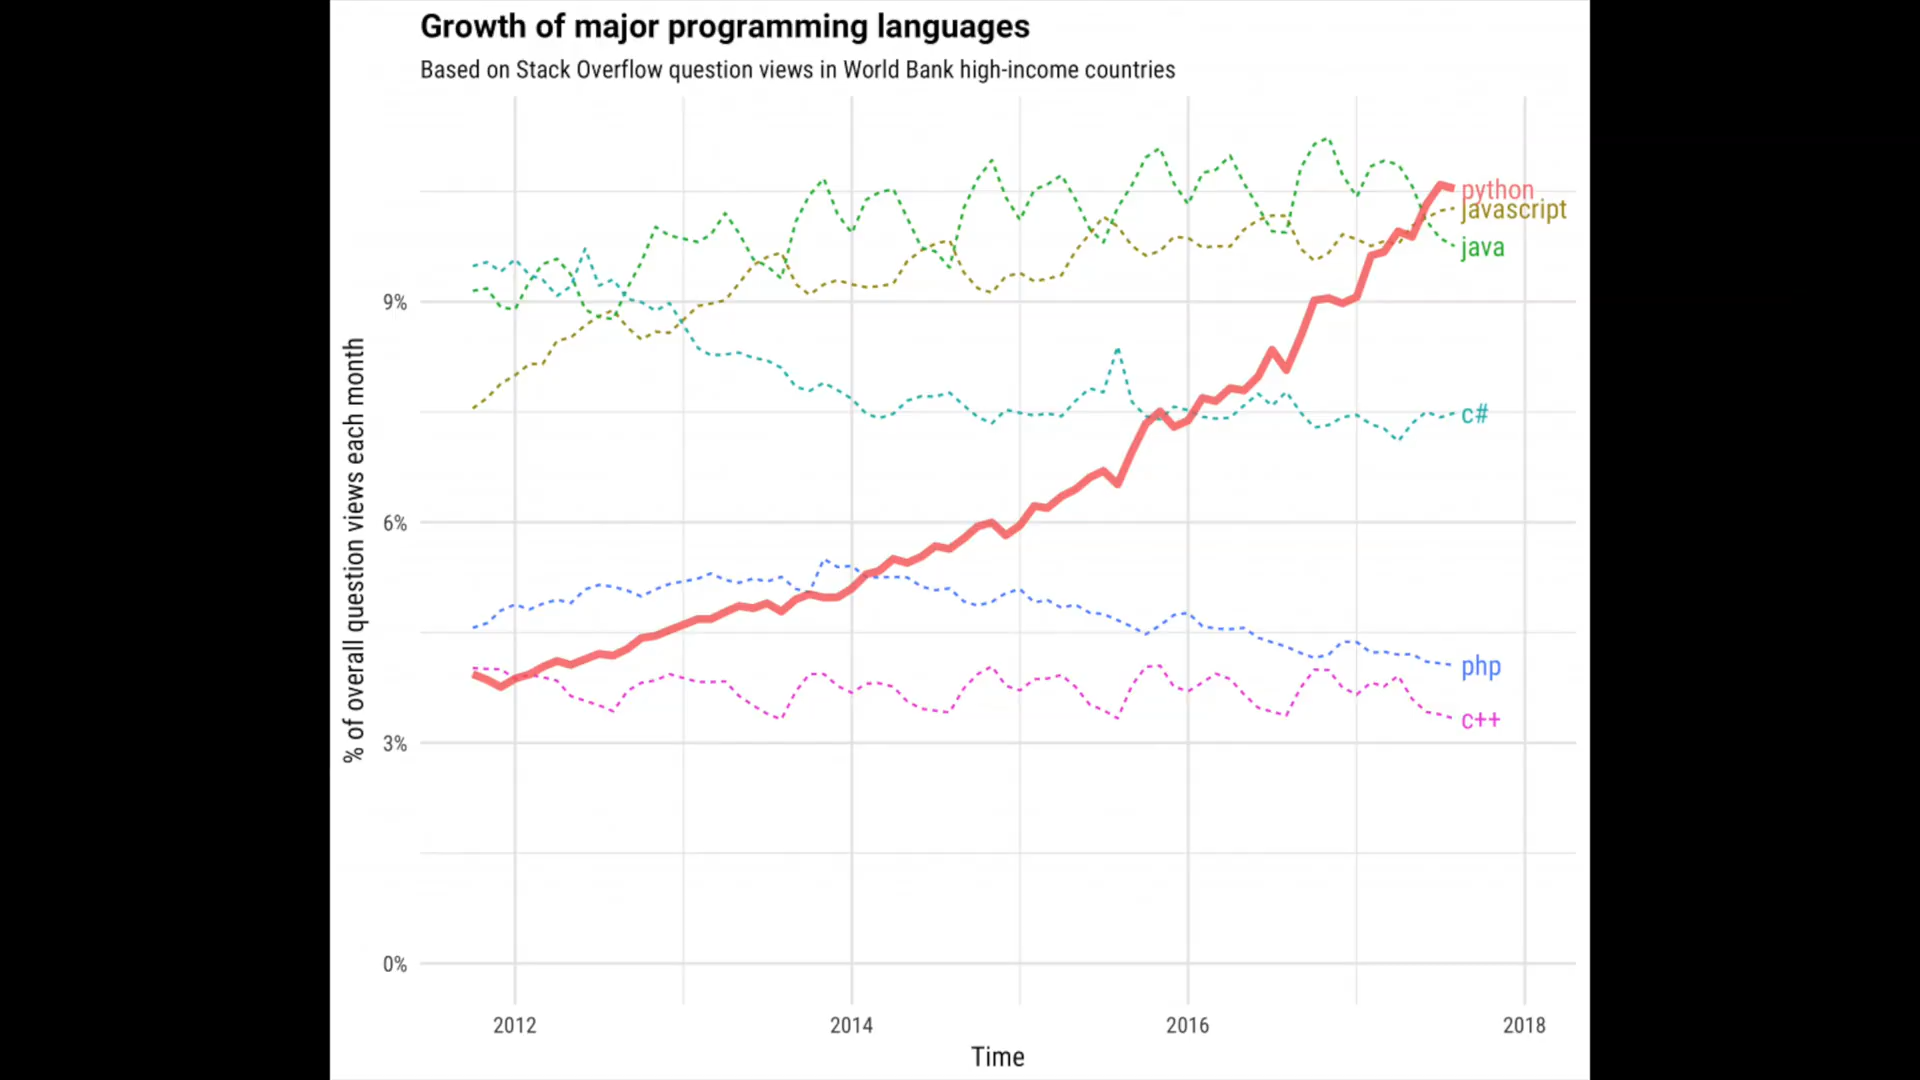 Growth of major programming languages
Based on Stack Overflow question views in World Bank high-income countries
% of overall question views each month
9%
6%
3%
0%
python
javascript
java
c#
php
c++
2012
2014
2016
2018
Time